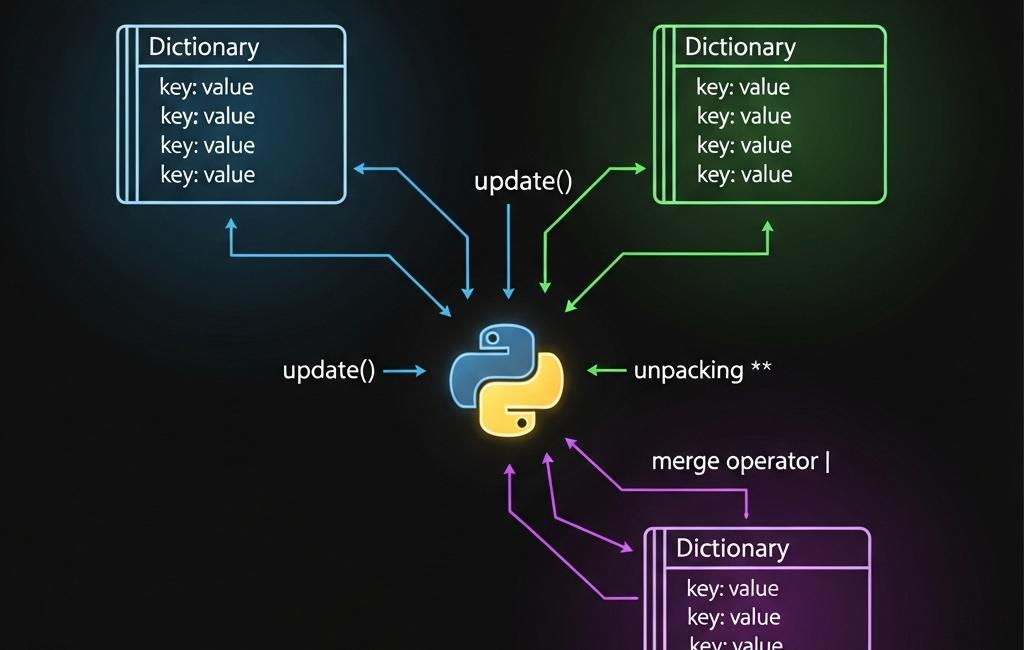 Dictionary
key: value
key: value
key: value
key: value
Dictionary
key: value
key: value
key: value
key: value
update()
update()
unpacking **
merge operator |
Dictionary
key: value
key: value
key: value